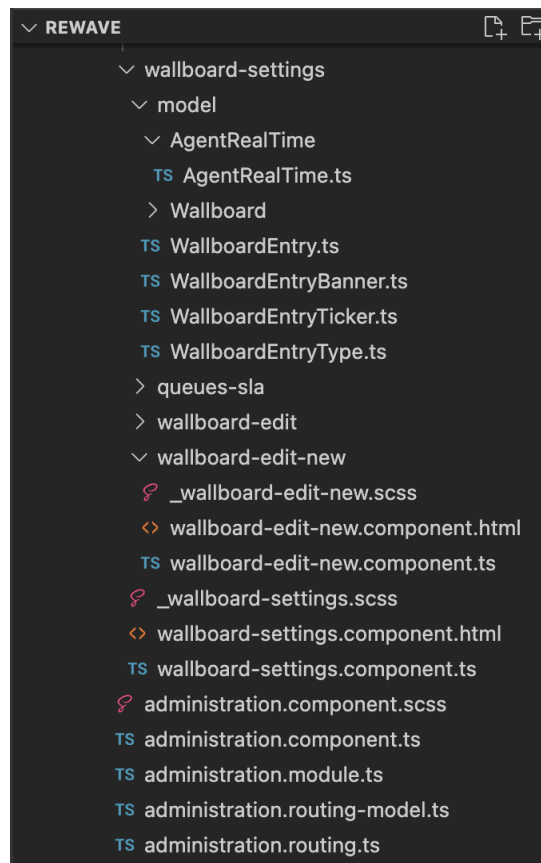 REWAVE
wallboard-settings
model
AgentRealTime
TS AgentRealTime.ts
Wallboard
TS WallboardEntry.ts
TS WallboardEntryBanner.ts
TS WallboardEntryTicker.ts
TS WallboardEntryType.ts
queues-sla
wallboard-edit
wallboard-edit-new
_wallboard-edit-new.scss
<> wallboard-edit-new.component.html
TS wallboard-edit-new.component.ts
_wallboard-settings.scss
<> wallboard-settings.component.html
TS wallboard-settings.component.ts
administration.component.scss
TS administration.component.ts
TS administration.module.ts
TS administration.routing-model.ts
TS administration.routing.ts